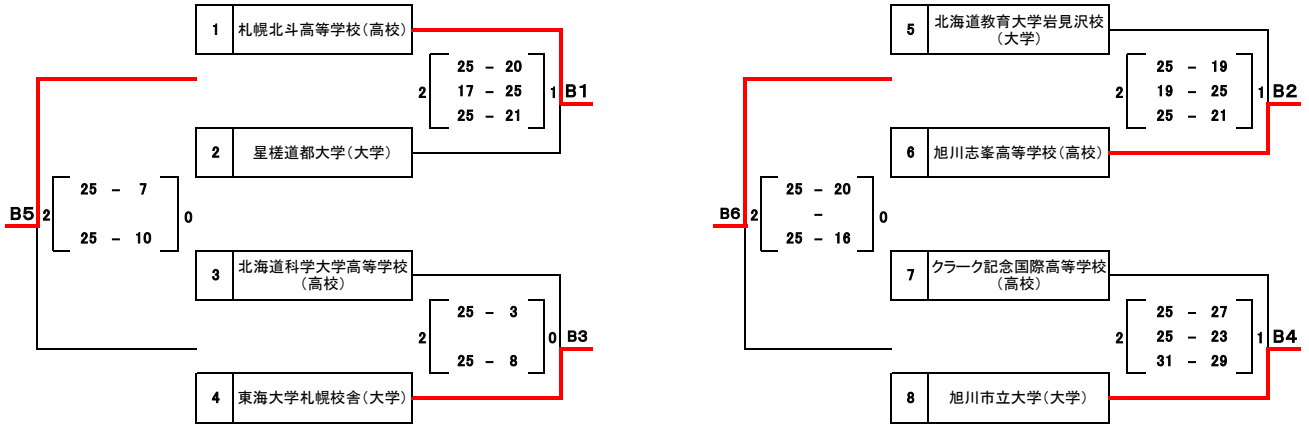 1 札幌北斗高等学校(高校)
2 [ 25 - 20 ] 1 B1
17 - 25
25 - 21
2 星槎道都大学(大学)
B5 2 [ 25 - 7 ] 0
25 - 10
3 北海道科学大学高等学校
(高校)
2 [ 25 - 3 ] 0 B3
25 - 8
4 東海大学札幌校舎(大学)
5 北海道教育大学岩見沢校
(大学)
2 [ 25 - 19 ] 1 B2
19 - 25
25 - 21
6 旭川志峯高等学校(高校)
B6 2 [ 25 - 20 ] 0
-
25 - 16
7 クラーク記念国際高等学校
(高校)
2 [ 25 - 27 ] 1 B4
25 - 23
31 - 29
8 旭川市立大学(大学)